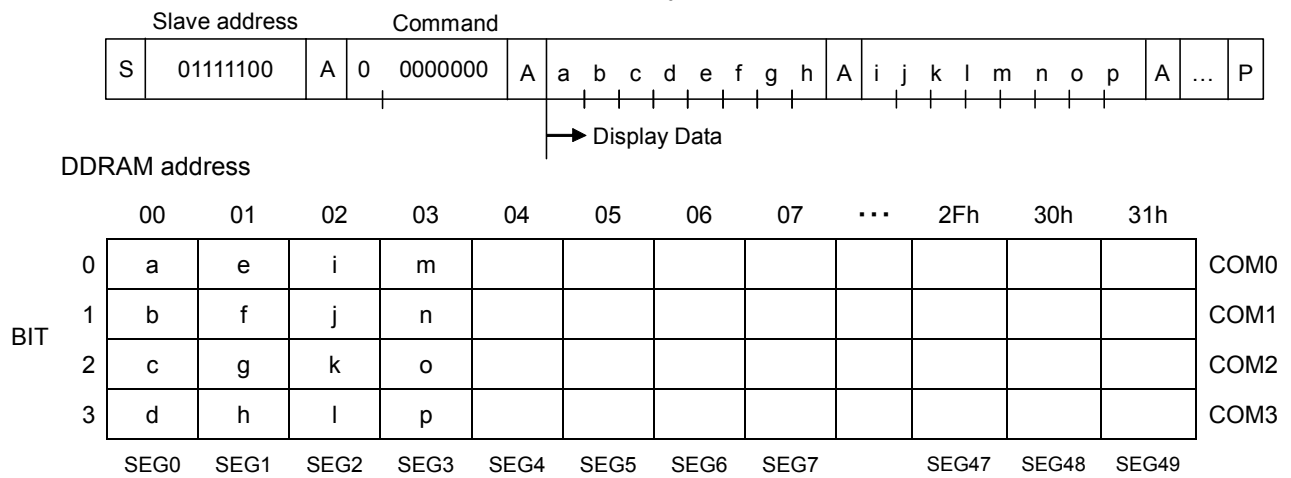 Slave address Command
S 01111100 A 0 0000000 A a b c d e f g h A i j k l m n o p A ... P
Display Data
DDRAM address
00 01 02 03 04 05 06 07 ・・・ 2Fh 30h 31h
0 a e i m COM0
1 b f j n COM1
BIT
2 c g k o COM2
3 d h l p COM3
SEG0 SEG1 SEG2 SEG3 SEG4 SEG5 SEG6 SEG7 SEG47 SEG48 SEG49